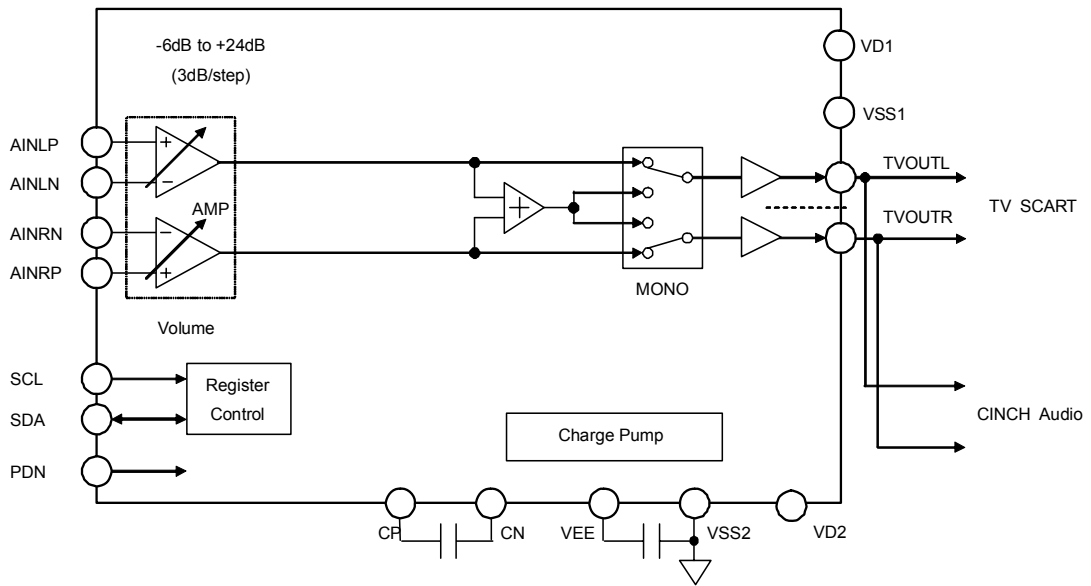 -6dB to +24dB
(3dB/step)
VD1
VSS1
AINLP
+
AINLN
−
TVOUTL
TV SCART
AMP
+
AINRN
−
TVOUTR
AINRP
+
MONO
Volume
SCL
Register
Control
SDA
CINCH Audio
Charge Pump
PDN
CP
CN
VEE
VSS2
VD2